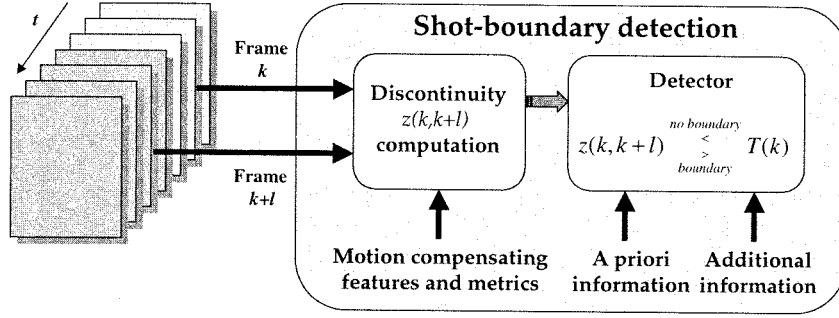 Shot-boundary detection
t
Frame
k
Discontinuity
z(k,k+l)
computation
Detector
no boundary
<
z(k,k+l) T(k)
>
boundary
Frame
k+l
Motion compensating
features and metrics
A priori
information
Additional
information